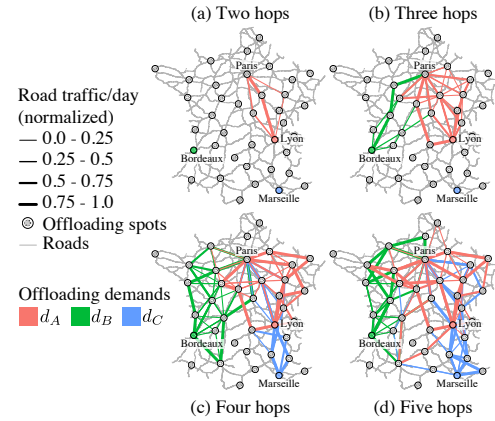 (a) Two hops
(b) Three hops
Paris
Lyon
Bordeaux
Marseille
Paris
Lyon
Bordeaux
Marseille
Road traffic/day
(normalized)
0.0 - 0.25
0.25 - 0.5
0.5 - 0.75
0.75 - 1.0
Offloading spots
Roads
Offloading demands
d_A d_B d_C
Paris
Lyon
Bordeaux
Marseille
Paris
Lyon
Bordeaux
Marseille
(c) Four hops
(d) Five hops